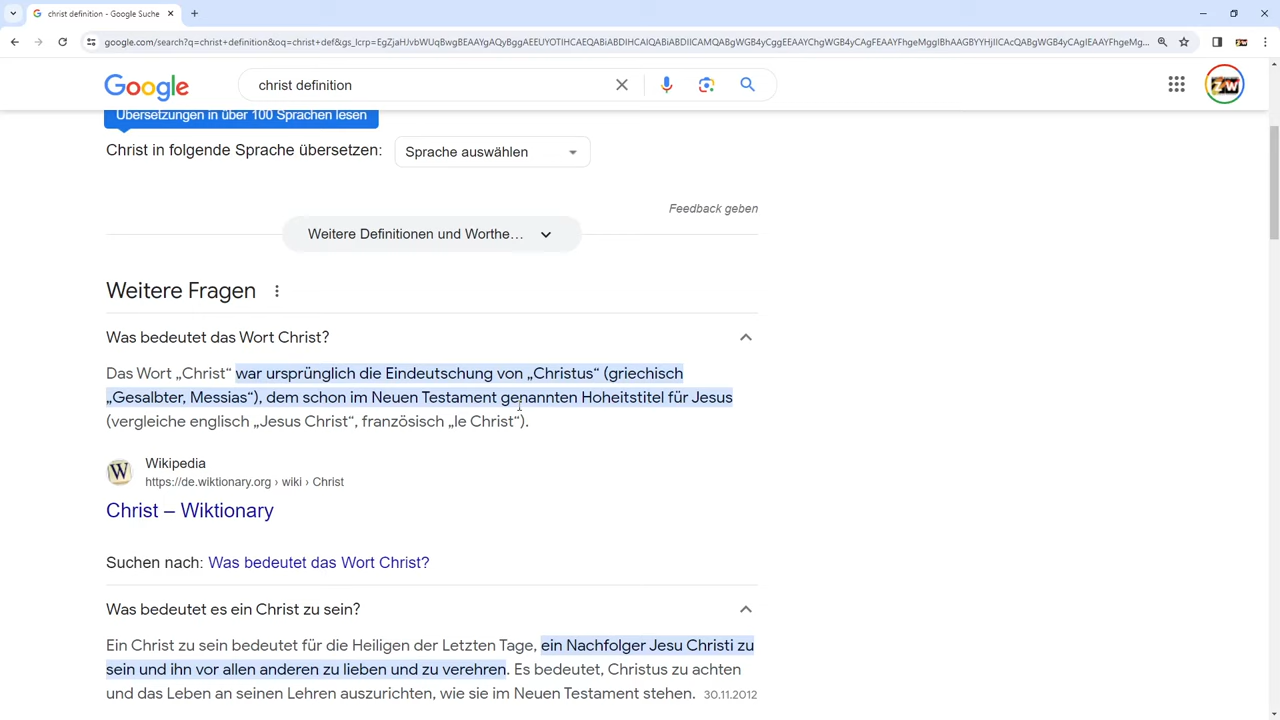 christ definition - Google Suche
google.com/search?q=christ+definition&oq=christ+def&gs_lcrp=
Google
christ definition
Übersetzungen in über 100 Sprachen lesen
Christ in folgende Sprache übersetzen:
Sprache auswählen
Feedback geben
Weitere Definitionen und Worthe…
Weitere Fragen
Was bedeutet das Wort Christ?
Das Wort „Christ“ war ursprünglich die Eindeutschung von „Christus“ (griechisch
„Gesalbter, Messias“), dem schon im Neuen Testament genannten Hoheitstitel für Jesus
(vergleiche englisch „Jesus Christ“, französisch „le Christ“).
W
Wikipedia
https://de.wiktionary.org › wiki › Christ
Christ – Wiktionary
Suchen nach: Was bedeutet das Wort Christ?
Was bedeutet es ein Christ zu sein?
Ein Christ zu sein bedeutet für die Heiligen der Letzten Tage, ein Nachfolger Jesu Christi zu
sein und ihn vor allen anderen zu lieben und zu verehren. Es bedeutet, Christus zu achten
und das Leben an seinen Lehren auszurichten, wie sie im Neuen Testament stehen. 30.11.2012